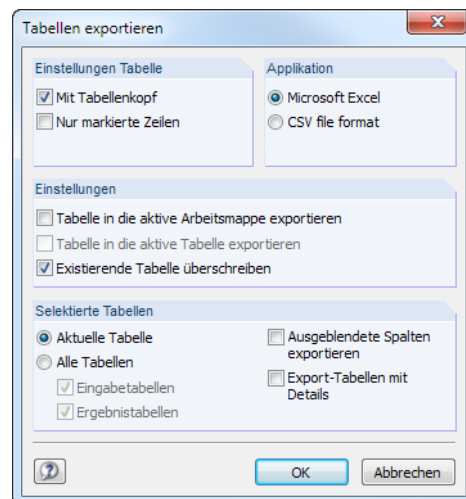 Tabellen exportieren
Einstellungen Tabelle
Mit Tabellenkopf
Nur markierte Zeilen
Applikation
Microsoft Excel
CSV file format
Einstellungen
Tabelle in die aktive Arbeitsmappe exportieren
Tabelle in die aktive Tabelle exportieren
Existierende Tabelle überschreiben
Selektierte Tabellen
Aktuelle Tabelle
Alle Tabellen
Eingabetabellen
Ergebnistabellen
Ausgeblendete Spalten
exportieren
Export-Tabellen mit
Details
OK
Abbrechen